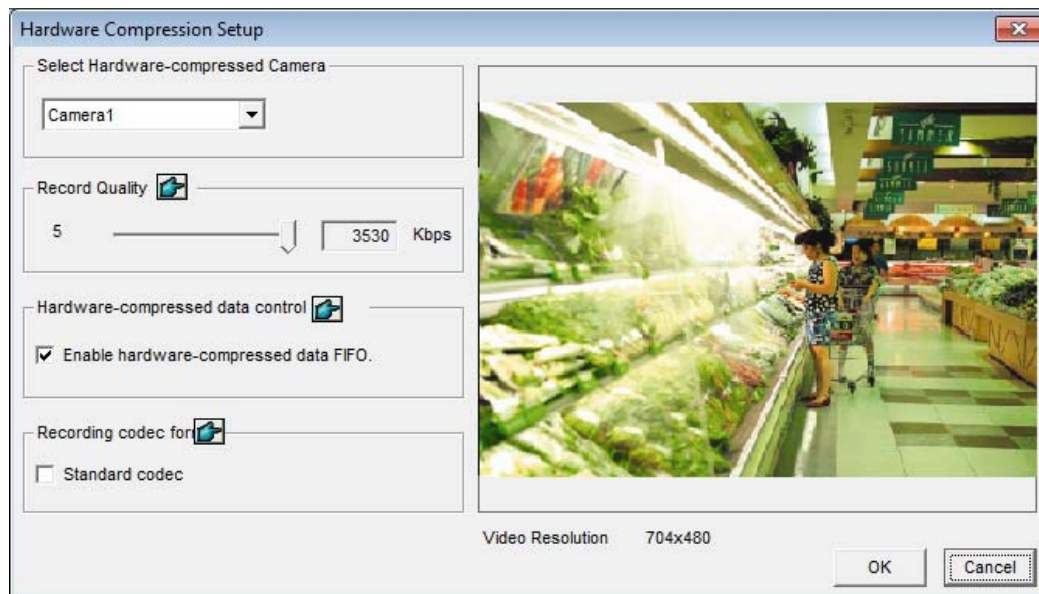 Hardware Compression Setup
Select Hardware-compressed Camera
Camera1
Record Quality
5
3530 Kbps
Hardware-compressed data control
Enable hardware-compressed data FIFO.
Recording codec for
Standard codec
SUMMER
Video Resolution 704x480
OK
Cancel